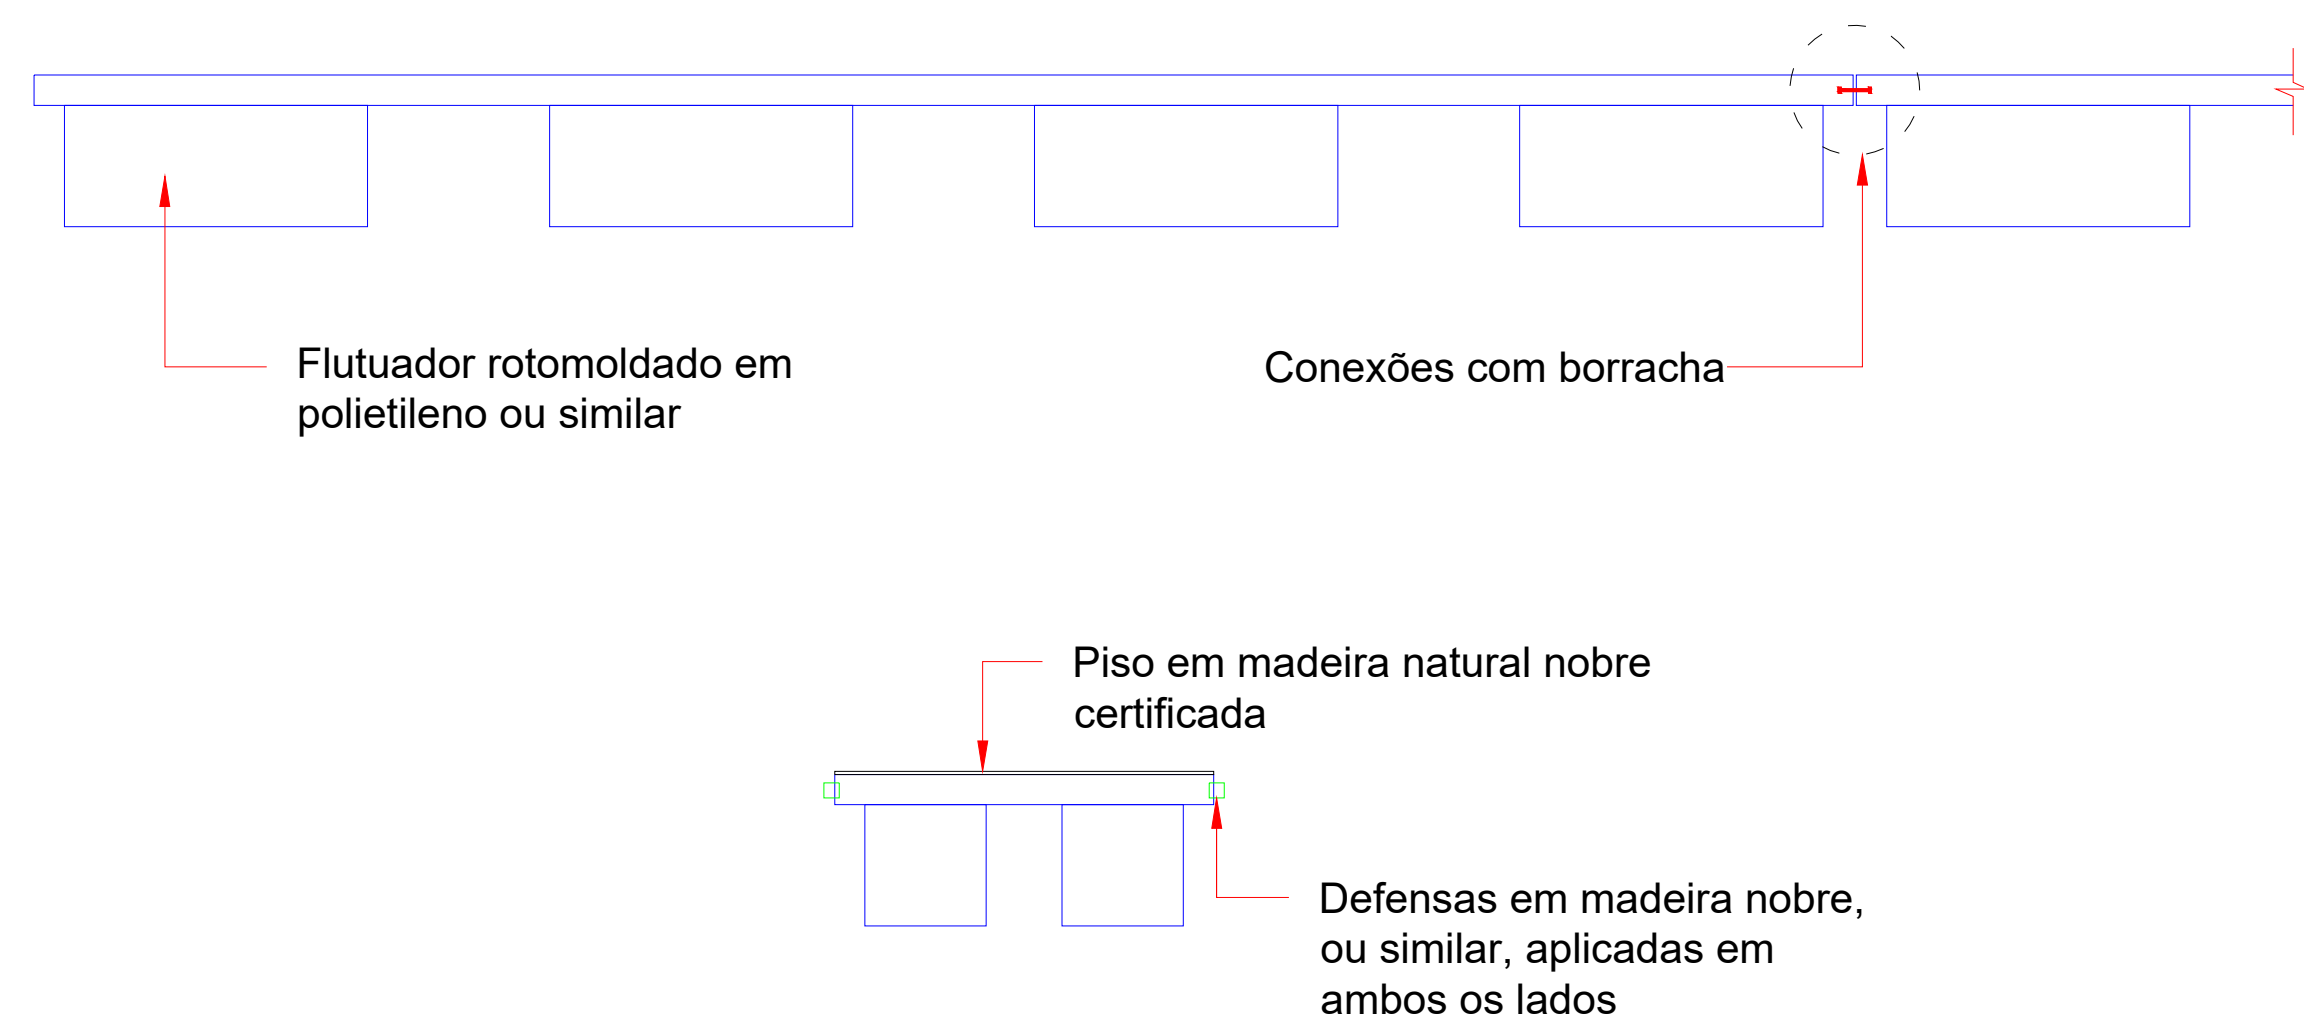 Flutuador rotomoldado em
polietileno ou similar
Conexões com borracha
Piso em madeira natural nobre
certificada
Defensas em madeira nobre,
ou similar, aplicadas em
ambos os lados